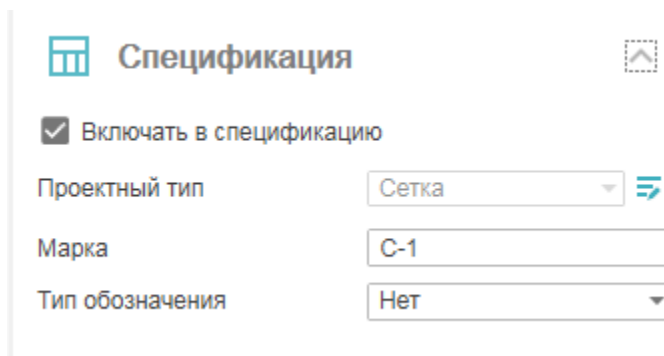 Спецификация
Включать в спецификацию
Проектный тип Сетка
Марка С-1
Тип обозначения Нет